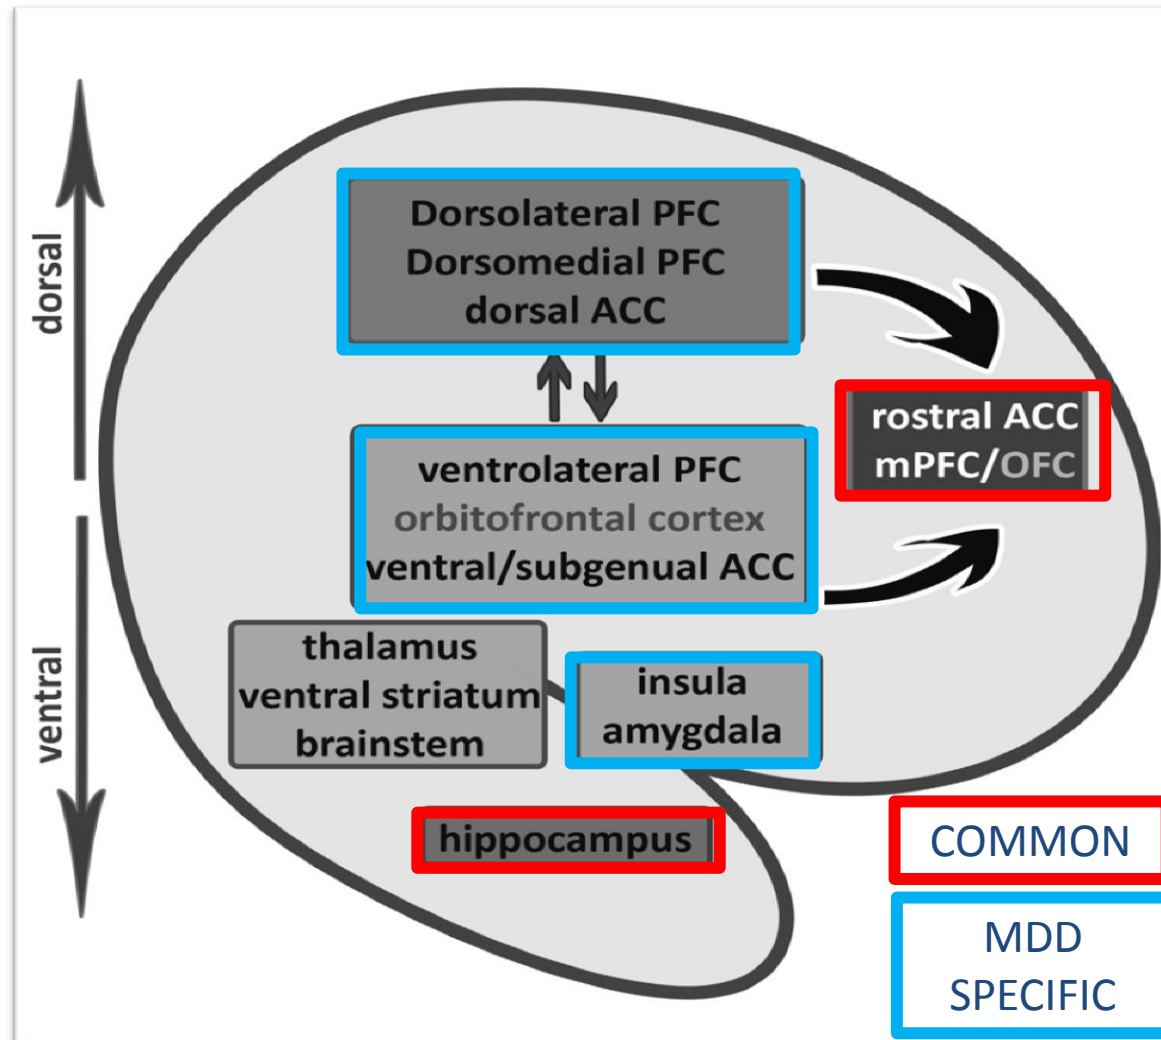 dorsal
ventral
Dorsolateral PFC
Dorsomedial PFC
dorsal ACC
rostral ACC
mPFC/OFC
ventrolateral PFC
orbitofrontal cortex
ventral/subgenual ACC
thalamus
ventral striatum
brainstem
insula
amygdala
hippocampus
COMMON
MDD
SPECIFIC